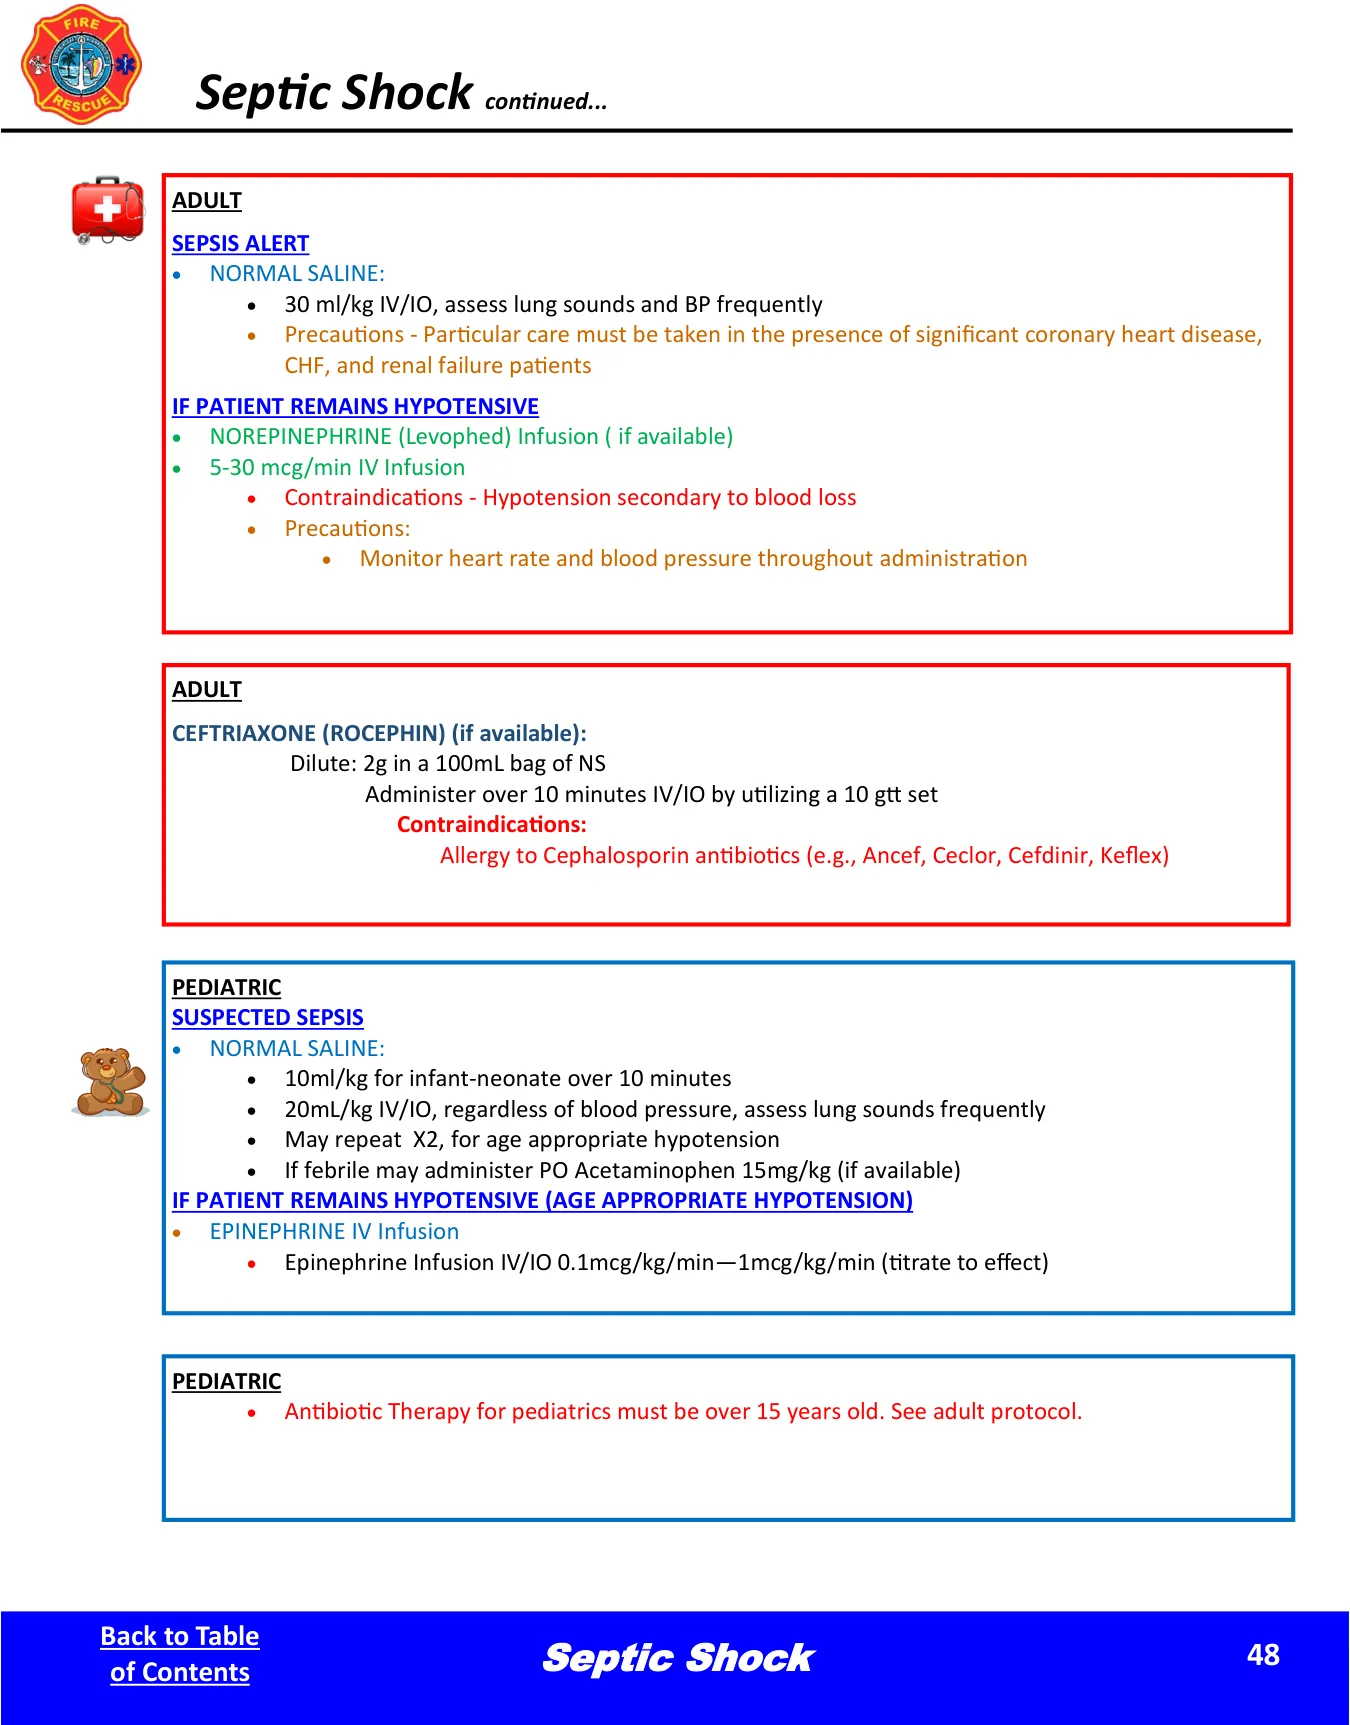 FIRE
RESCUE
Septic Shock continued...
ADULT
SEPSIS ALERT
• NORMAL SALINE:
• 30 ml/kg IV/IO, assess lung sounds and BP frequently
• Precautions - Particular care must be taken in the presence of significant coronary heart disease,
CHF, and renal failure patients
IF PATIENT REMAINS HYPOTENSIVE
• NOREPINEPHRINE (Levophed) Infusion ( if available)
• 5-30 mcg/min IV Infusion
• Contraindications - Hypotension secondary to blood loss
• Precautions:
• Monitor heart rate and blood pressure throughout administration
ADULT
CEFTRIAXONE (ROCEPHIN) (if available):
Dilute: 2g in a 100mL bag of NS
Administer over 10 minutes IV/IO by utilizing a 10 gtt set
Contraindications:
Allergy to Cephalosporin antibiotics (e.g., Ancef, Ceclor, Cefdinir, Keflex)
PEDIATRIC
SUSPECTED SEPSIS
• NORMAL SALINE:
• 10ml/kg for infant-neonate over 10 minutes
• 20mL/kg IV/IO, regardless of blood pressure, assess lung sounds frequently
• May repeat  X2, for age appropriate hypotension
• If febrile may administer PO Acetaminophen 15mg/kg (if available)
IF PATIENT REMAINS HYPOTENSIVE (AGE APPROPRIATE HYPOTENSION)
• EPINEPHRINE IV Infusion
• Epinephrine Infusion IV/IO 0.1mcg/kg/min—1mcg/kg/min (titrate to effect)
PEDIATRIC
• Antibiotic Therapy for pediatrics must be over 15 years old. See adult protocol.
Back to Table
of Contents
Septic Shock
48